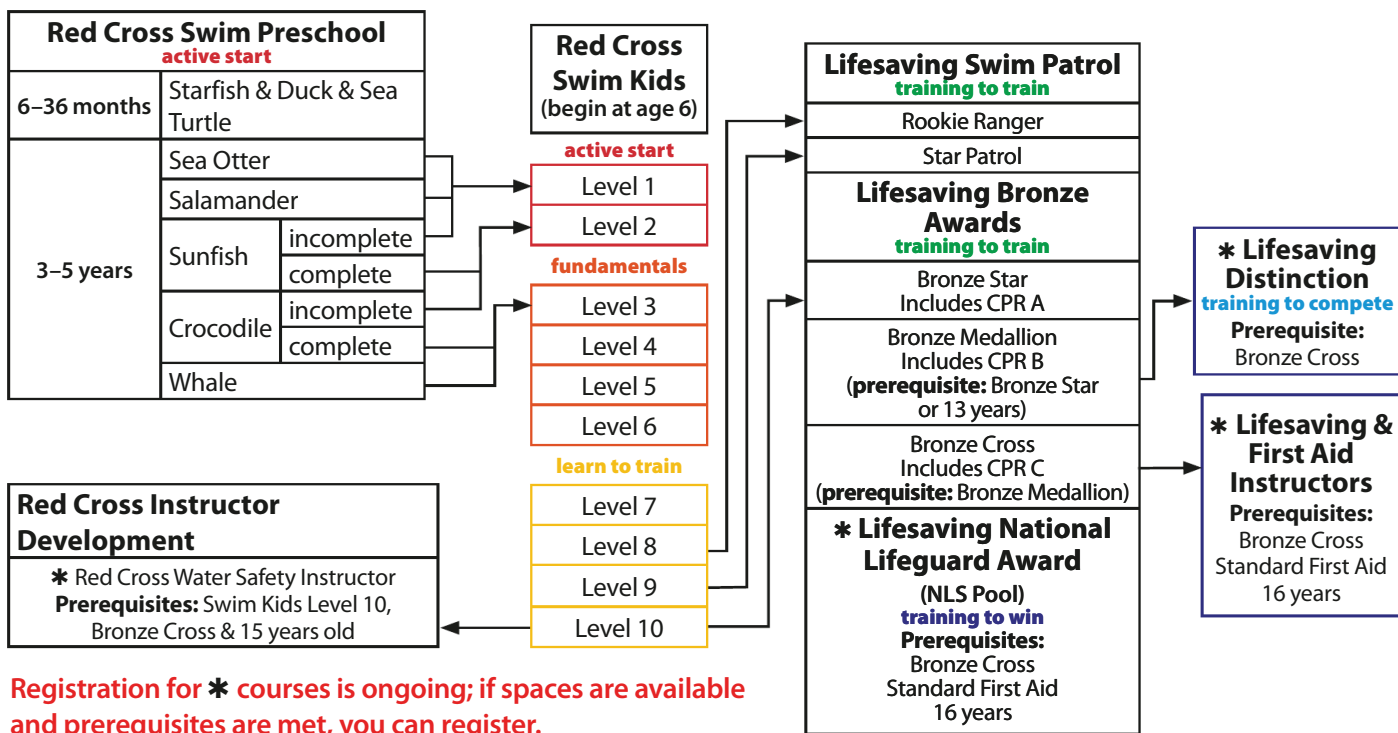 Red Cross Swim Preschool
active start
6–36 months
Starfish & Duck & Sea
Turtle
3–5 years
Sea Otter
Salamander
Sunfish
incomplete
complete
Crocodile
incomplete
complete
Whale
Red Cross
Swim Kids
(begin at age 6)
active start
Level 1
Level 2
fundamentals
Level 3
Level 4
Level 5
Level 6
learn to train
Level 7
Level 8
Level 9
Level 10
Red Cross Instructor
Development
* Red Cross Water Safety Instructor
Prerequisites: Swim Kids Level 10,
Bronze Cross & 15 years old
Lifesaving Swim Patrol
training to train
Rookie Ranger
Star Patrol
Lifesaving Bronze
Awards
training to train
Bronze Star
Includes CPR A
Bronze Medallion
Includes CPR B
(prerequisite: Bronze Star
or 13 years)
Bronze Cross
Includes CPR C
(prerequisite: Bronze Medallion)
* Lifesaving National
Lifeguard Award
(NLS Pool)
training to win
Prerequisites:
Bronze Cross
Standard First Aid
16 years
* Lifesaving
Distinction
training to compete
Prerequisite:
Bronze Cross
* Lifesaving &
First Aid
Instructors
Prerequisites:
Bronze Cross
Standard First Aid
16 years
Registration for * courses is ongoing; if spaces are available
and prerequisites are met, you can register.